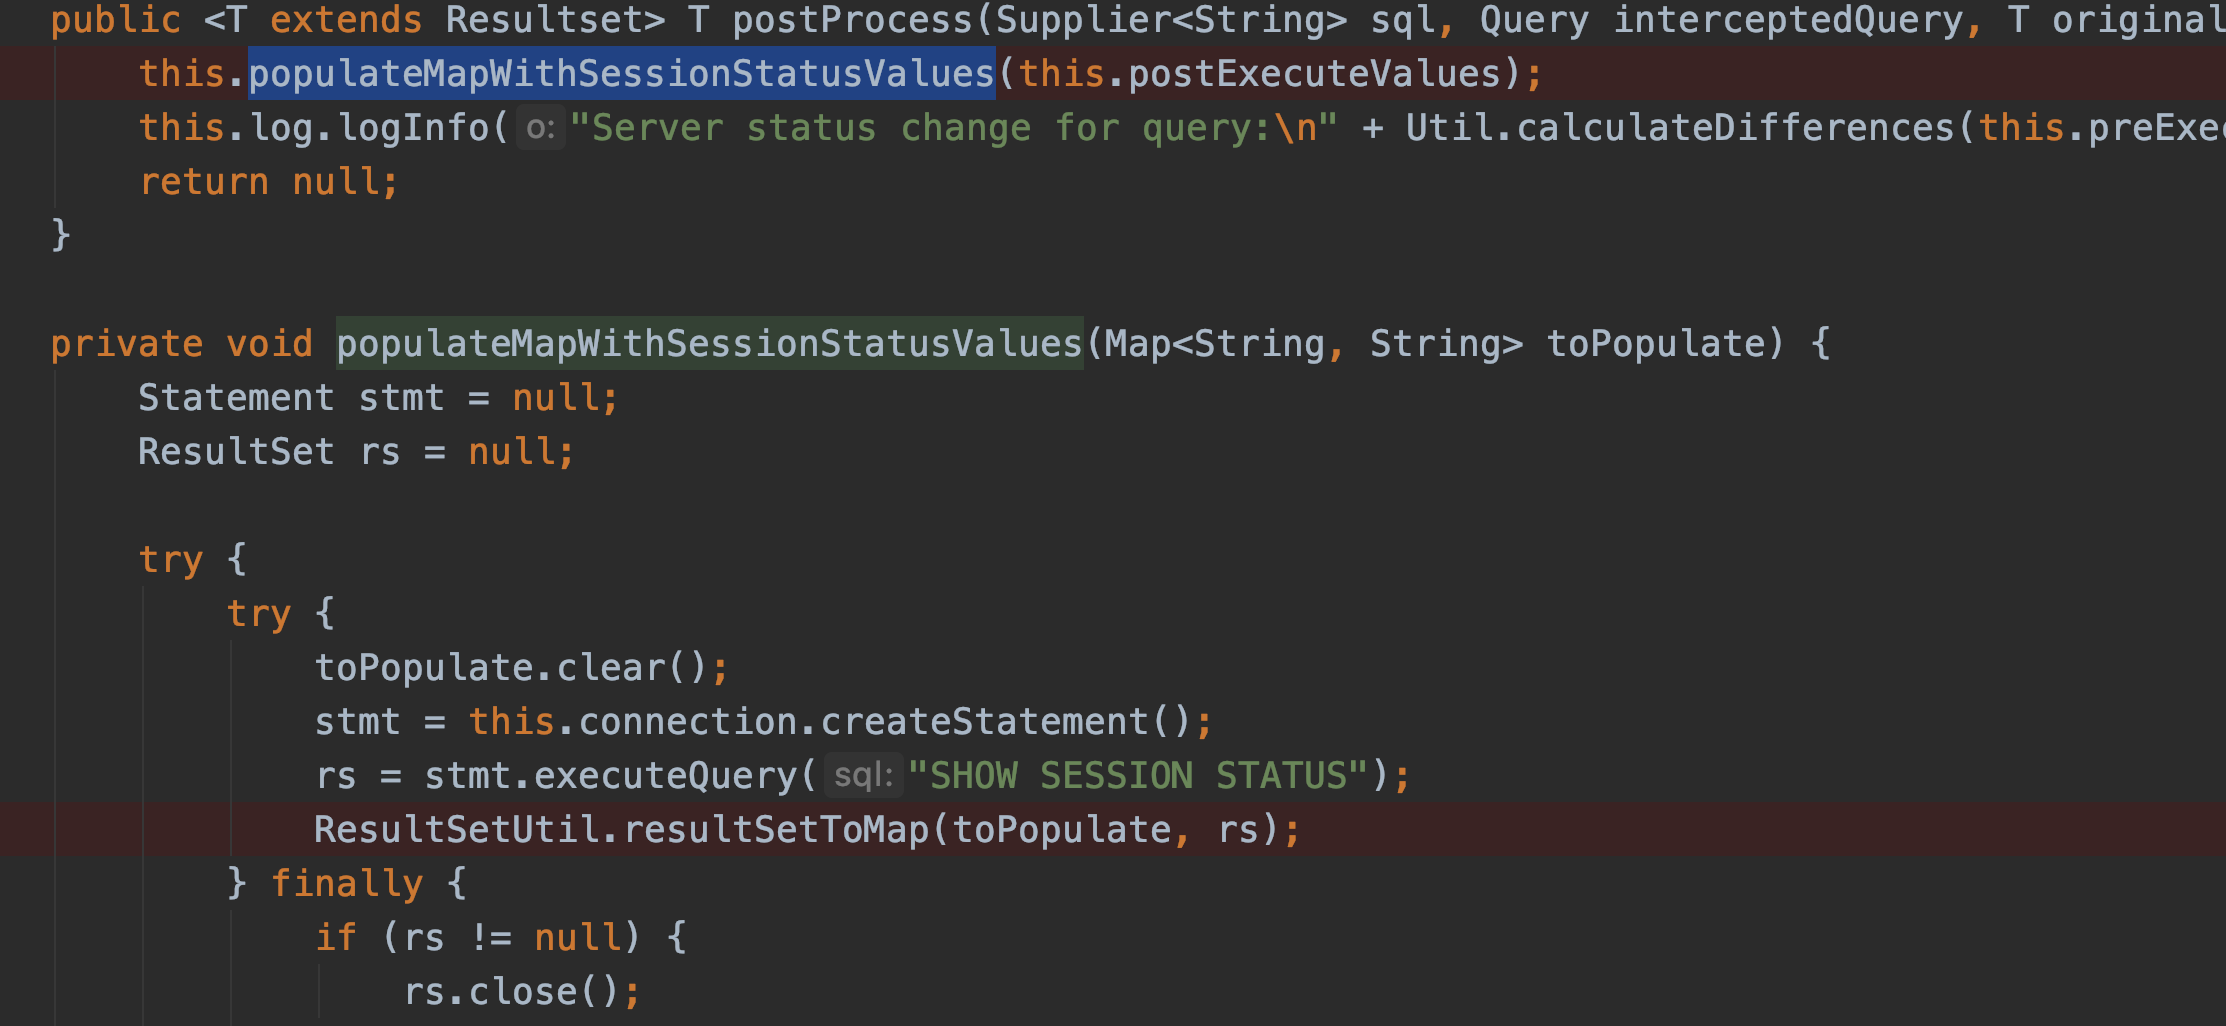 public <T extends Resultset> T postProcess(Supplier<String> sql, Query interceptedQuery, T original
this.populateMapWithSessionStatusValues(this.postExecuteValues);
this.log.logInfo( o: "Server status change for query:\n" + Util.calculateDifferences(this.preExec
return null;
}
private void populateMapWithSessionStatusValues(Map<String, String> toPopulate) {
Statement stmt = null;
ResultSet rs = null;
try {
try {
toPopulate.clear();
stmt = this.connection.createStatement();
rs = stmt.executeQuery( sql: "SHOW SESSION STATUS");
ResultSetUtil.resultSetToMap(toPopulate, rs);
} finally {
if (rs != null) {
rs.close();